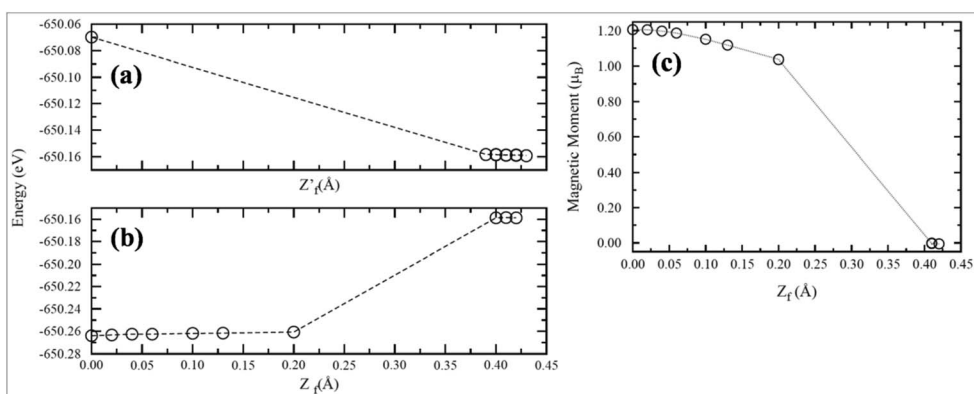 -650.06
-650.08
-650.10
-650.12
-650.14
-650.16
(a)
Z'f(Å)
Energy (eV)
-650.16
-650.18
-650.20
-650.22
-650.24
-650.26
-650.28
(b)
0.00 0.05 0.10 0.15 0.20 0.25 0.30 0.35 0.40 0.45
Z f(Å)
1.20
1.00
0.80
0.60
0.40
0.20
0.00
(c)
Magnetic Moment (μB)
0.00 0.05 0.10 0.15 0.20 0.25 0.30 0.35 0.40 0.45
Zf(Å)